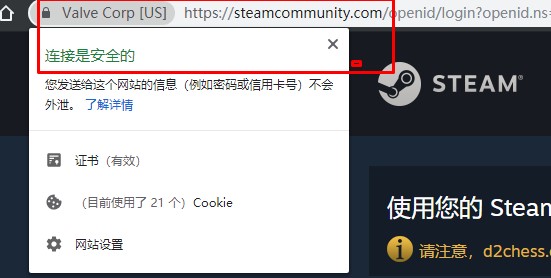 Valve Corp [US] https://steamcommunity.com/openid/login?openid.ns=
连接是安全的
您发送给这个网站的信息（例如密码或信用卡号）不会
外泄。 了解详情
STEAM®
证书 (有效)
（目前使用了 21 个）Cookie
网站设置
使用您的 Steam
请注意，d2chess.